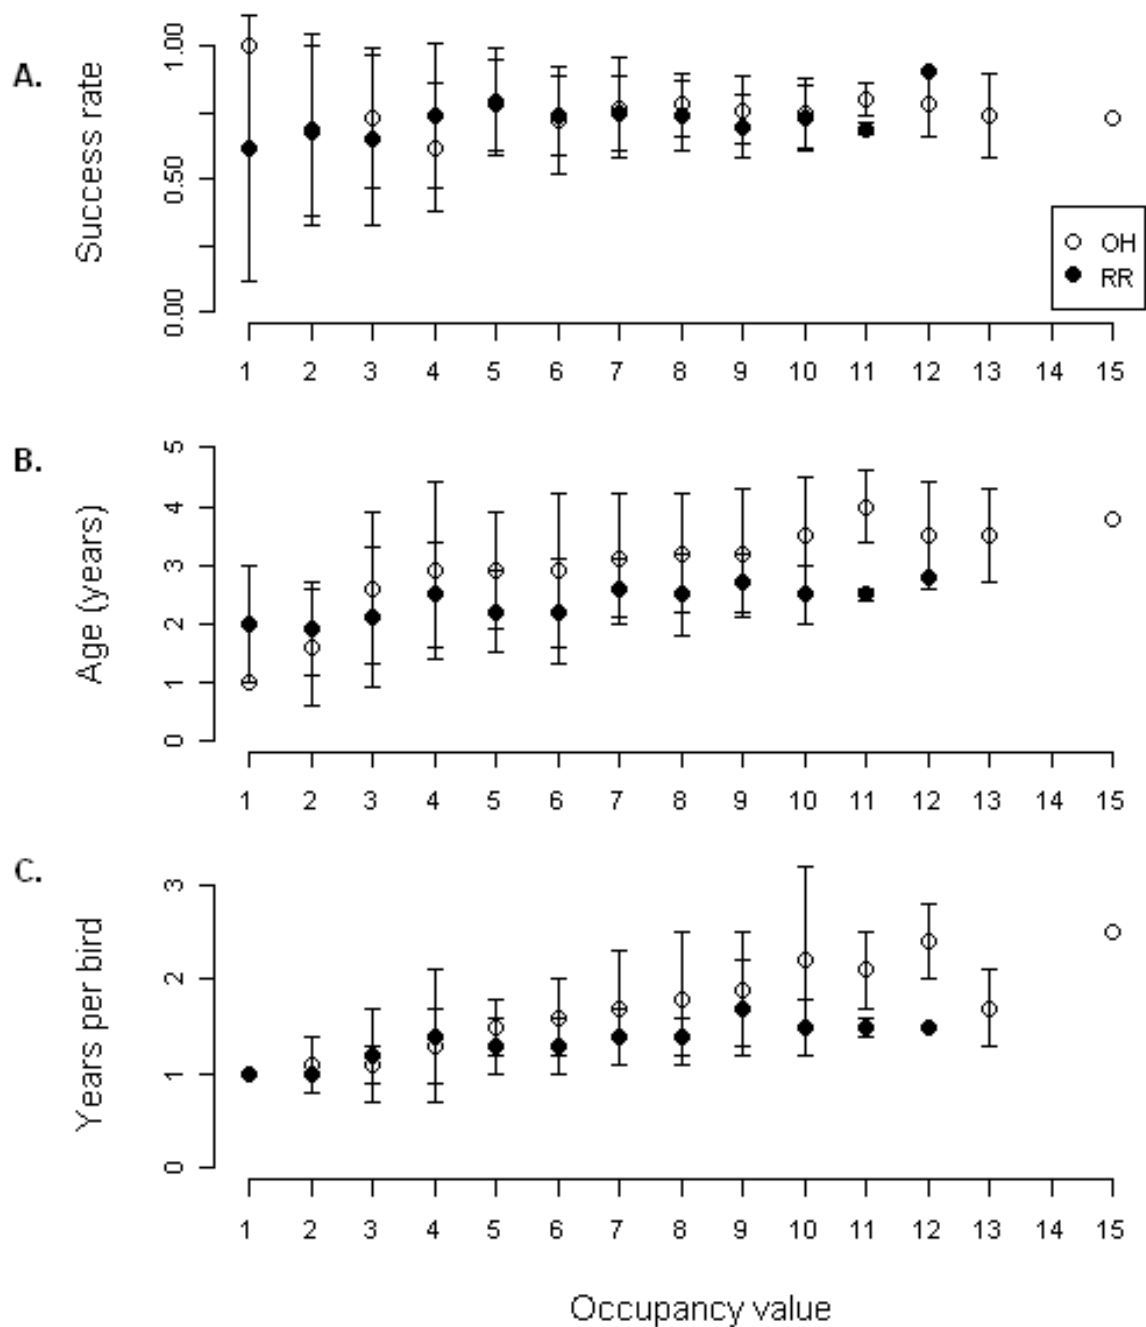 A.
Success rate
1.00
0.50
0.00
OH
RR
1 2 3 4 5 6 7 8 9 10 11 12 13 14 15
B.
Age (years)
5
4
3
2
1
0
1 2 3 4 5 6 7 8 9 10 11 12 13 14 15
C.
Years per bird
3
2
1
0
1 2 3 4 5 6 7 8 9 10 11 12 13 14 15
Occupancy value